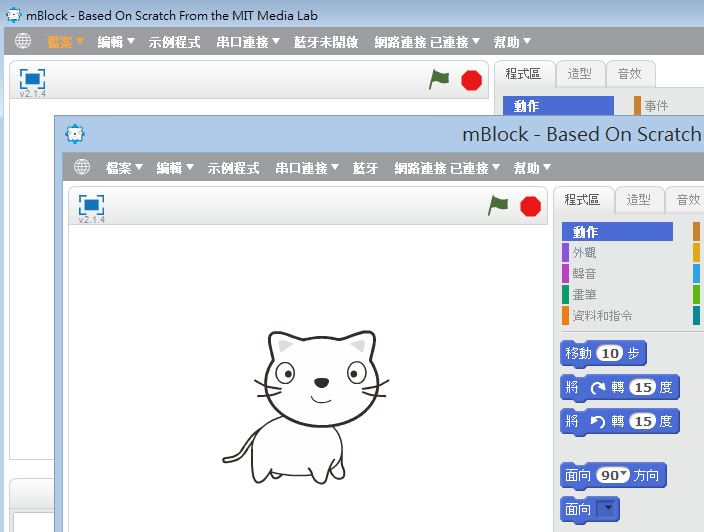 mBlock - Based On Scratch From the MIT Media Lab
檔案 編輯 示例程式 串口連接 藍牙未開啟 網路連接 已連接 幫助
v2.1.4
程式區 造型 音效
動作 事件
mBlock - Based On Scratch
檔案 編輯 示例程式 串口連接 藍牙 網路連接 已連接 幫助
v2.1.4
程式區 造型 音效
動作
外觀
聲音
畫筆
資料和指令
移動 10 步
將 轉 15 度
將 轉 15 度
面向 90 方向
面向